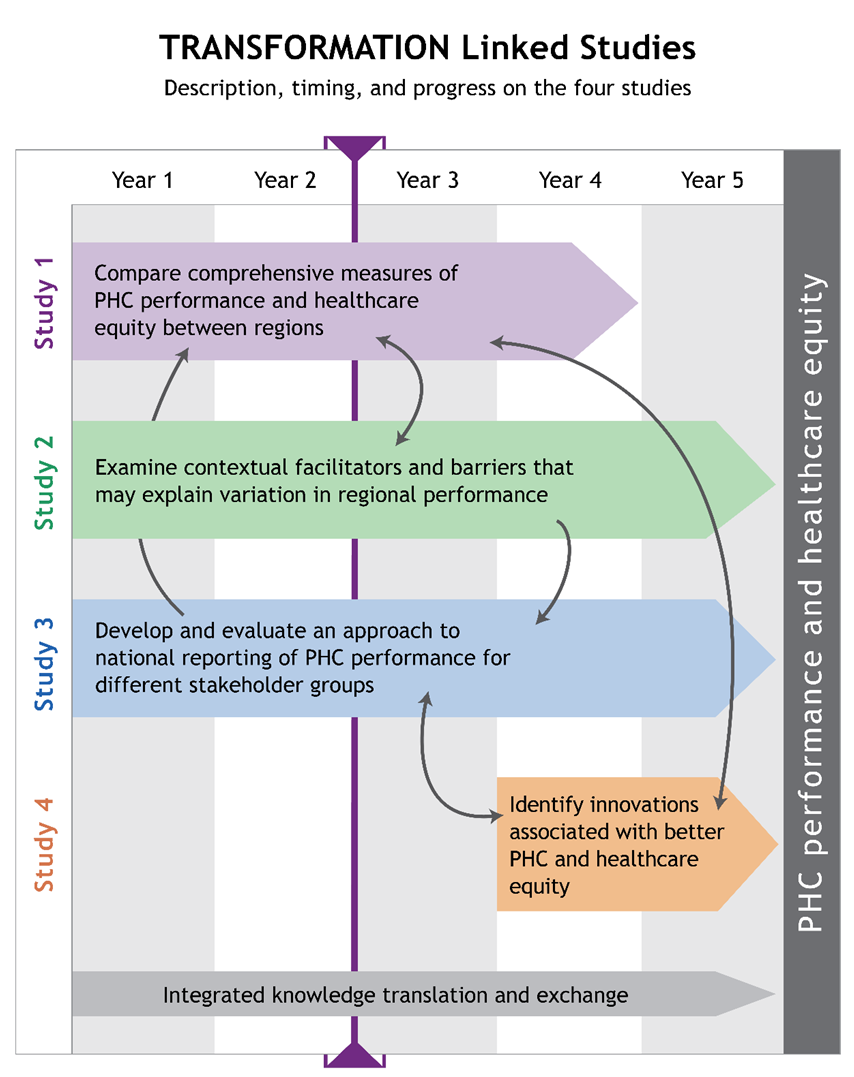 TRANSFORMATION Linked Studies
Description, timing, and progress on the four studies
Year 1
Year 2
Year 3
Year 4
Year 5
Study 1
Compare comprehensive measures of
PHC performance and healthcare
equity between regions
Study 2
Examine contextual facilitators and barriers that
may explain variation in regional performance
Study 3
Develop and evaluate an approach to
national reporting of PHC performance for
different stakeholder groups
Study 4
Identify innovations
associated with better
PHC and healthcare
equity
Integrated knowledge translation and exchange
PHC performance and healthcare equity